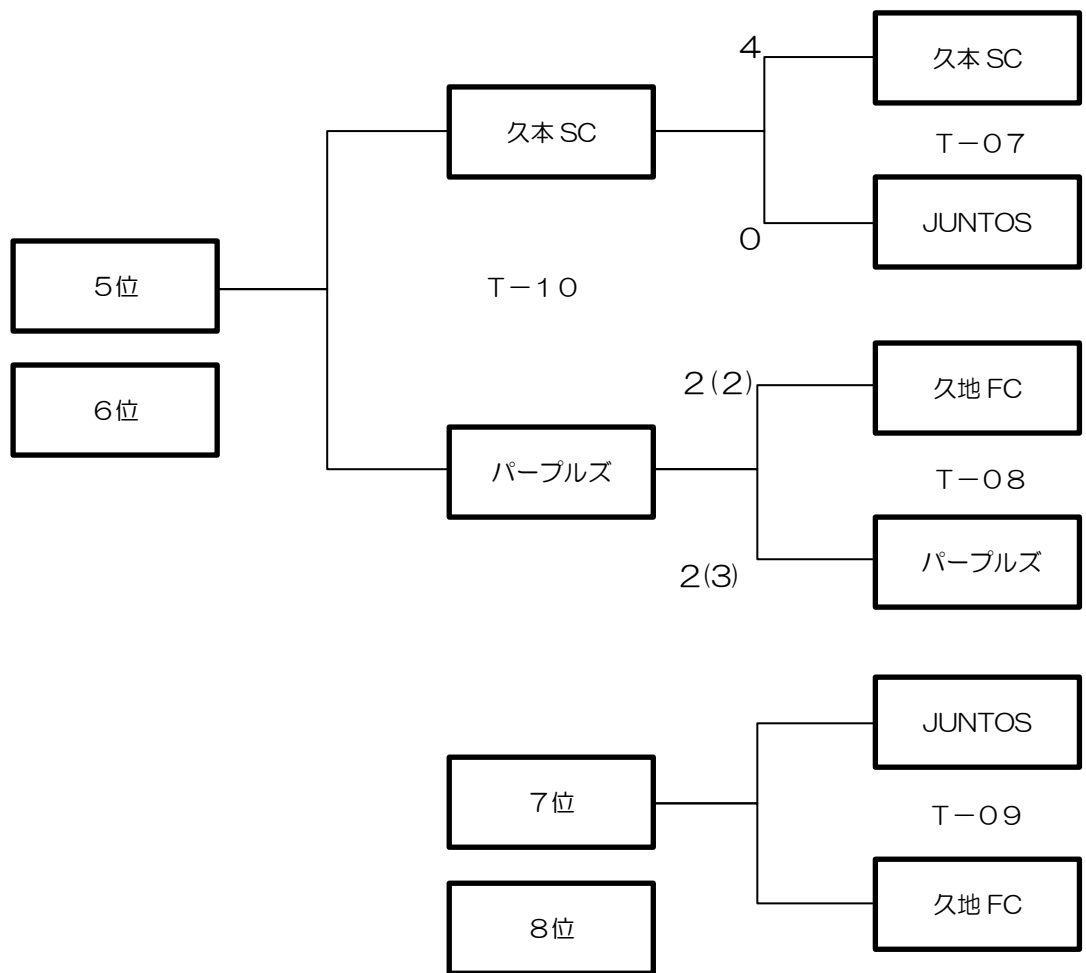 4
久本 SC
久本 SC
T－０７
0
JUNTOS
5位
T－１０
6位
2(2)
久地 FC
パープルズ
T－０８
2(3)
パープルズ
JUNTOS
7位
T－０９
久地 FC
8位